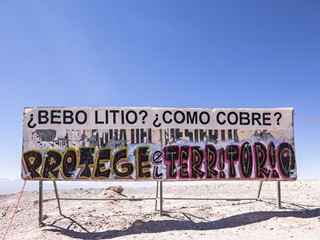 ¿BEBO LITIO? ¿COMO COBRE?
PROTEGE el TERRITORIO